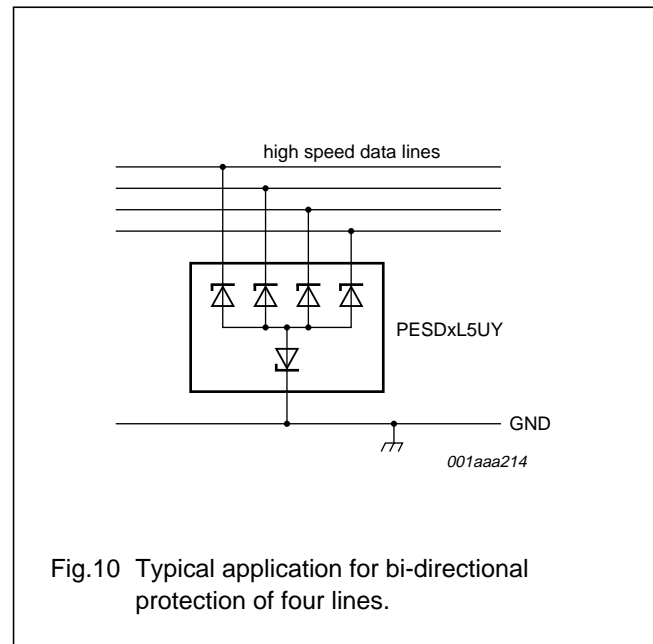 high speed data lines
PESDxL5UY
GND
001aaa214
Fig.10 Typical application for bi-directional
protection of four lines.